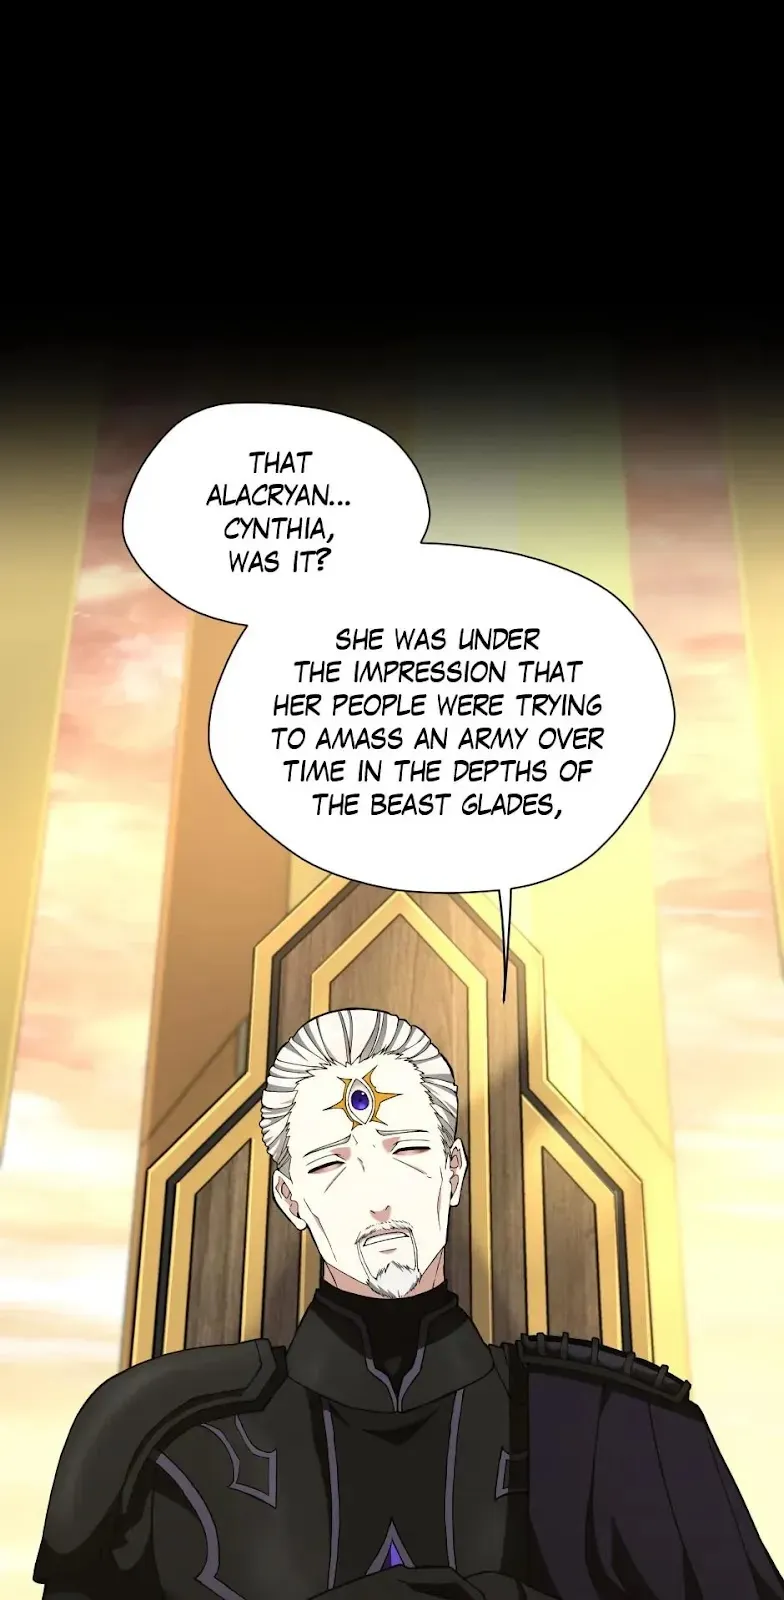 THAT
ALACRYAN...
CYNTHIA,
WAS IT?
SHE WAS UNDER
THE IMPRESSION THAT
HER PEOPLE WERE TRYING
TO AMASS AN ARMY OVER
TIME IN THE DEPTHS OF
THE BEAST GLADES,